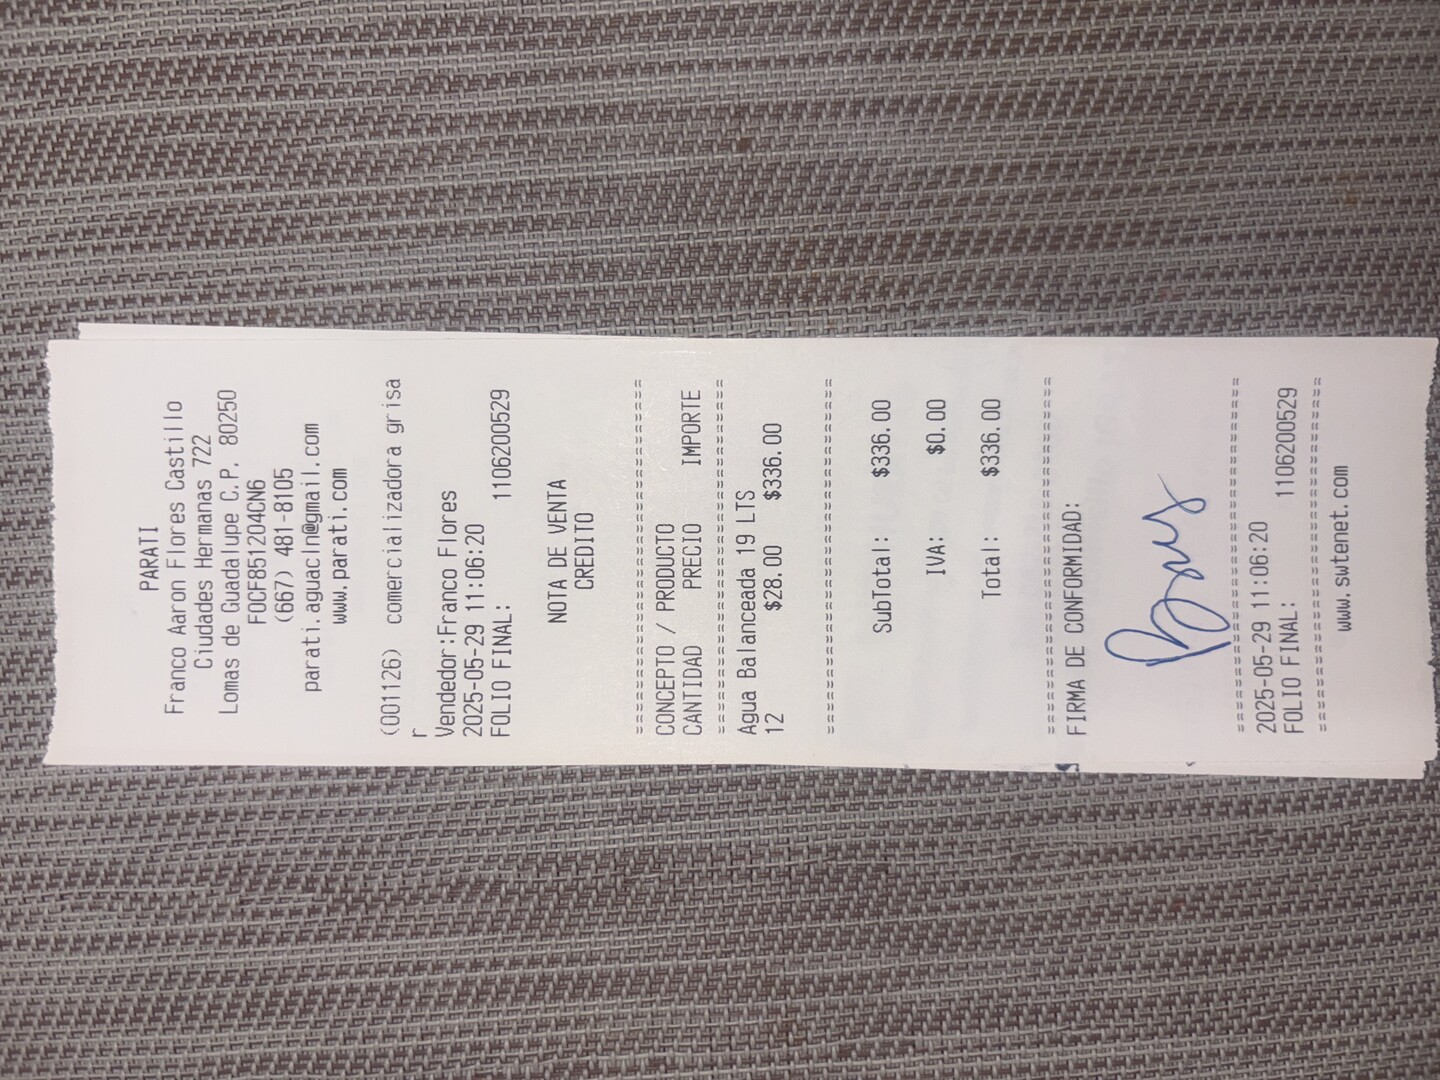 PARATI
Franco Aaron Flores Castillo
Ciudades Hermanas 722
Lomas de Guadalupe C.P. 80250
FOCF851204CN6
(667) 481-8105
parati.aguacln@gmail.com
www.parati.com
(001126) comercializadora grisa
r
Vendedor:Franco Flores
2025-05-29 11:06:20
FOLIO FINAL: 1106200529
NOTA DE VENTA
CREDITO
===================================
CONCEPTO / PRODUCTO
CANTIDAD PRECIO IMPORTE
===================================
Agua Balanceada 19 LTS
12 $28.00 $336.00
===================================
SubTotal: $336.00
IVA: $0.00
Total: $336.00
===================================
FIRMA DE CONFORMIDAD:
===================================
2025-05-29 11:06:20
FOLIO FINAL: 1106200529
===================================
www.swtenet.com